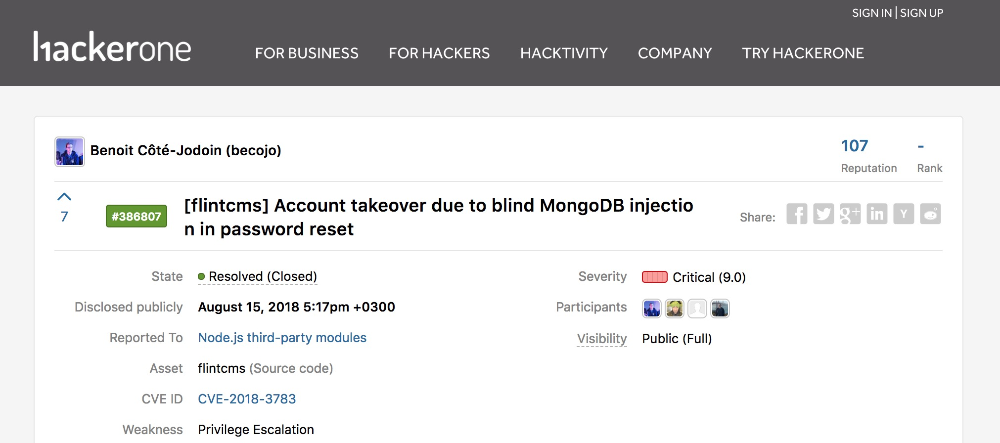 SIGN IN | SIGN UP
hackerone
FOR BUSINESS FOR HACKERS HACKTIVITY COMPANY TRY HACKERONE
Benoit Côté-Jodoin (becojo)
107 -
Reputation Rank
7
#386807
[flintcms] Account takeover due to blind MongoDB injectio
n in password reset
Share: f g+ in Y
State Resolved (Closed)
Severity Critical (9.0)
Disclosed publicly August 15, 2018 5:17pm +0300
Participants
Reported To Node.js third-party modules
Visibility Public (Full)
Asset flintcms (Source code)
CVE ID CVE-2018-3783
Weakness Privilege Escalation